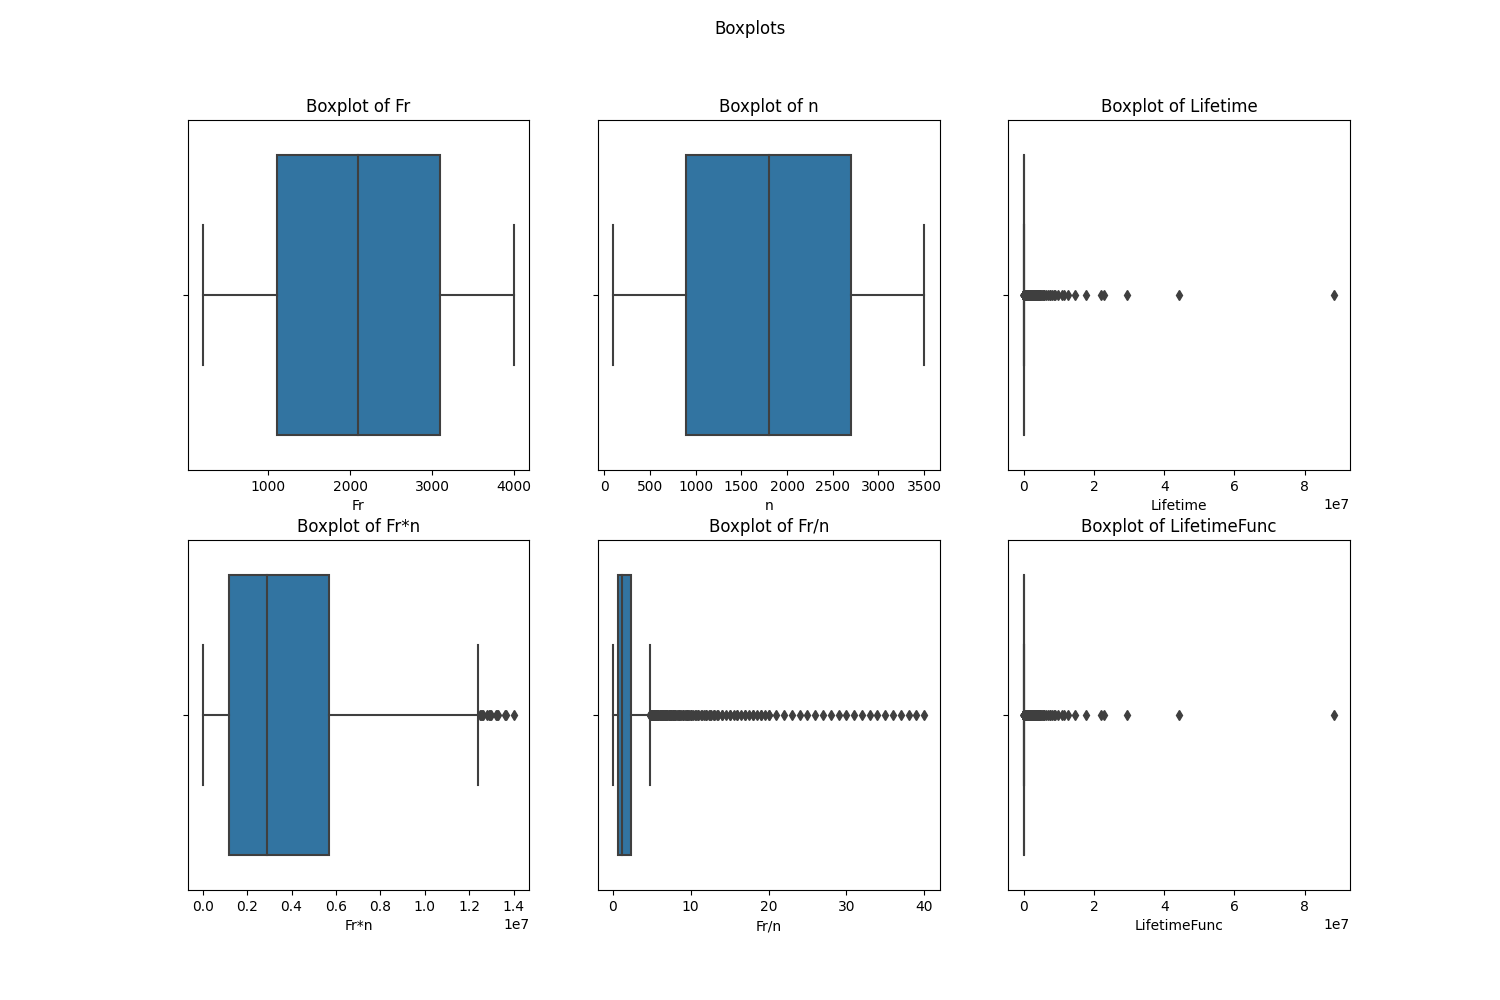 Boxplots
Boxplot of Fr
Boxplot of n
Boxplot of Lifetime
1000 2000 3000 4000
0 500 1000 1500 2000 2500 3000 3500
0 2 4 6 8
Fr
n
Lifetime
1e7
Boxplot of Fr*n
Boxplot of Fr/n
Boxplot of LifetimeFunc
0.0 0.2 0.4 0.6 0.8 1.0 1.2 1.4
0 10 20 30 40
0 2 4 6 8
Fr*n
1e7
Fr/n
LifetimeFunc
1e7